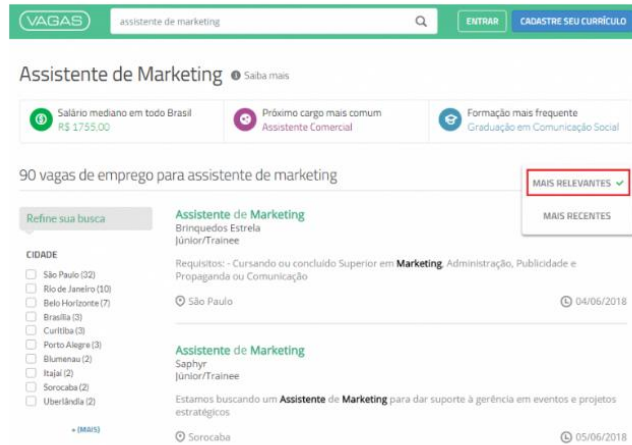 VAGAS
assistente de marketing
ENTRAR
CADASTRE SEU CURRÍCULO
Assistente de Marketing
Saiba mais
Salário mediano em todo Brasil
R$ 1755,00
Próximo cargo mais comum
Assistente Comercial
Formação mais frequente
Graduação em Comunicação Social
90 vagas de emprego para assistente de marketing
MAIS RELEVANTES
MAIS RECENTES
Refine sua busca
CIDADE
São Paulo (32)
Rio de Janeiro (10)
Belo Horizonte (7)
Brasília (3)
Curitiba (3)
Porto Alegre (3)
Blumenau (2)
Itajaí (2)
Sorocaba (2)
Uberlândia (2)
+ (MAIS)
Assistente de Marketing
Brinquedos Estrela
Júnior/Trainee
Requisitos: - Cursando ou concluído Superior em Marketing, Administração, Publicidade e
Propaganda ou Comunicação
São Paulo
04/06/2018
Assistente de Marketing
Saphyr
Júnior/Trainee
Estamos buscando um Assistente de Marketing para dar suporte à gerência em eventos e projetos
estratégicos
Sorocaba
05/06/2018